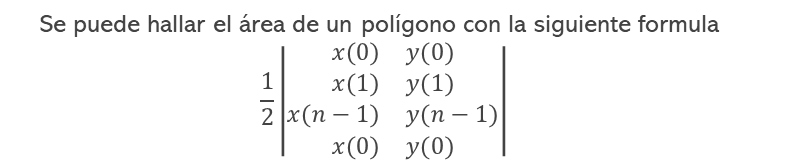 Se puede hallar el área de un polígono con la siguiente formula
x(0) y(0)
x(1) y(1)
1/2 | x(n − 1) y(n − 1) |
x(0) y(0)